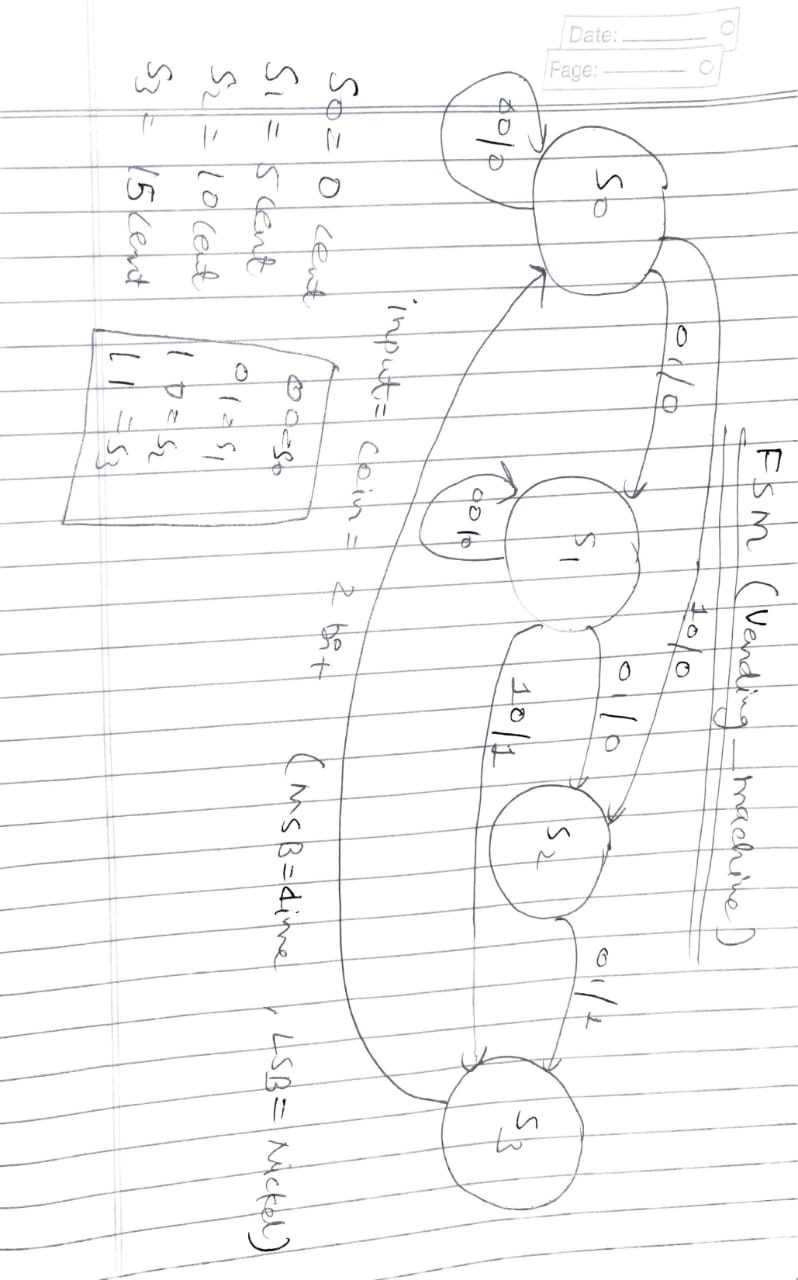 Date:
Page:
FSM (Vending_machine)
10/0
01/0
S0
00/0
S1
00/0
01/0
10/1
S2
01/1
S3
input = coin = 2 bit
(MSB = dime , LSB = Nickel)
S0 = 0 cent
S1 = 5 cent
S2 = 10 cent
S3 = 15 cent
00=S0
01=S1
10=S2
11=S3